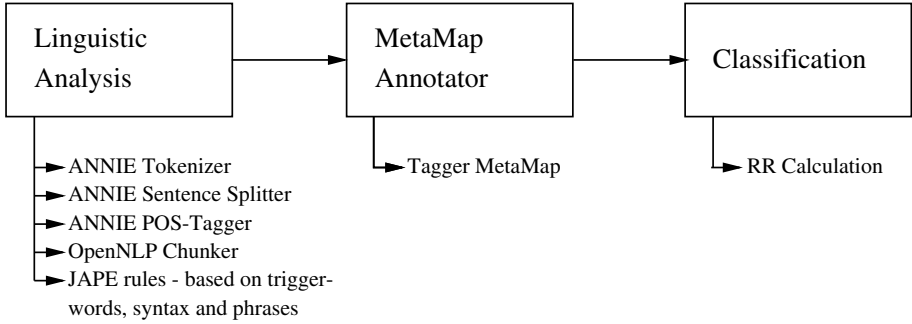 Linguistic
Analysis
MetaMap
Annotator
Classification
ANNIE Tokenizer
ANNIE Sentence Splitter
ANNIE POS-Tagger
OpenNLP Chunker
JAPE rules - based on trigger-
words, syntax and phrases
Tagger MetaMap
RR Calculation